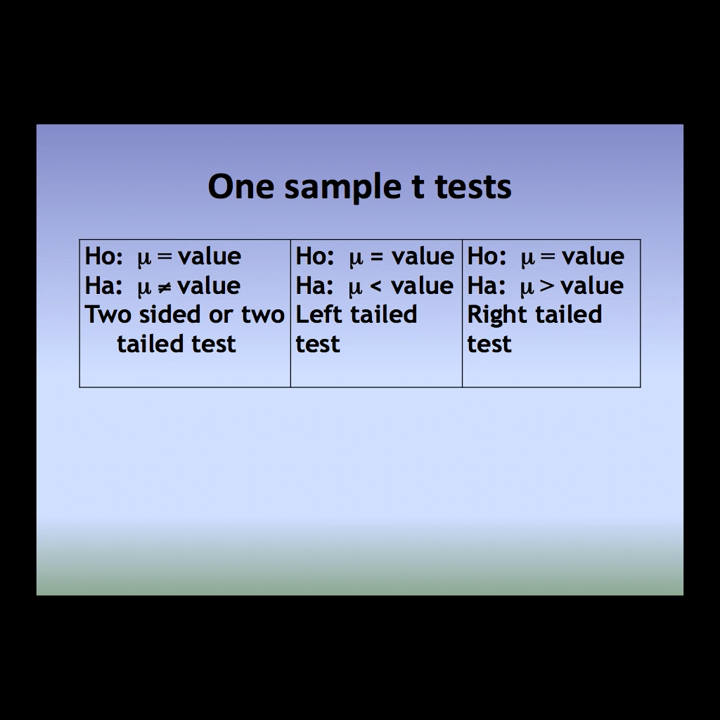 One sample t tests
Ho: μ = value
Ha: μ ≠ value
Two sided or two
tailed test
Ho: μ = value
Ha: μ < value
Left tailed
test
Ho: μ = value
Ha: μ > value
Right tailed
test